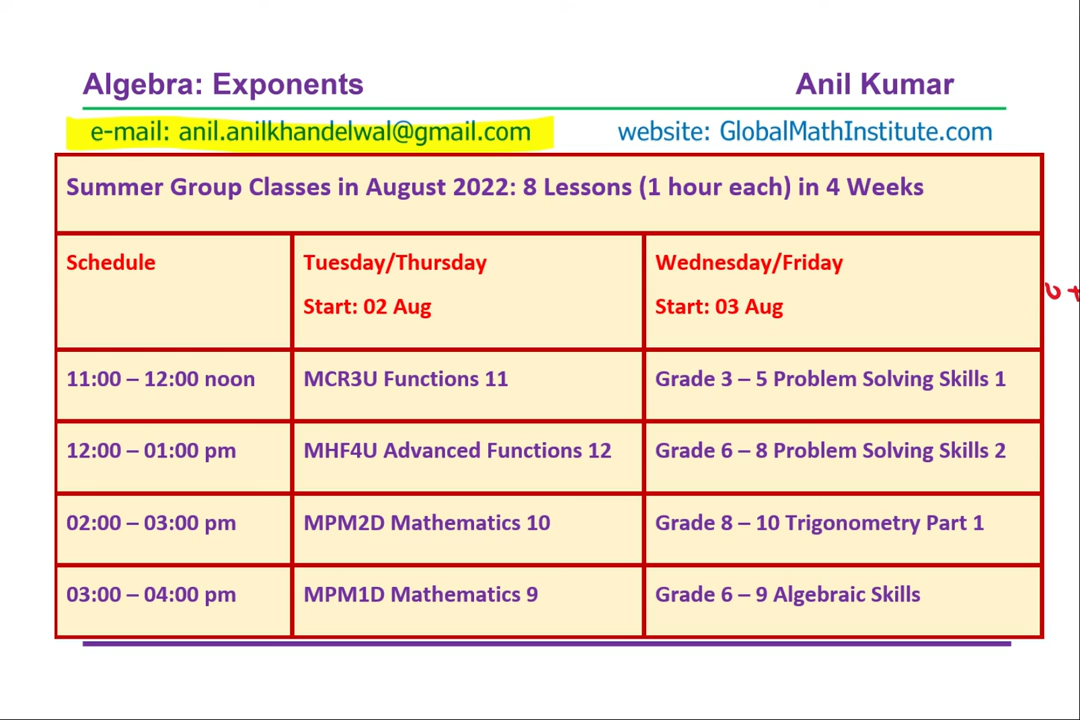 Algebra: Exponents Anil Kumar
e-mail: anil.anilkhandelwal@gmail.com website: GlobalMathInstitute.com
Summer Group Classes in August 2022: 8 Lessons (1 hour each) in 4 Weeks
Schedule Tuesday/Thursday Wednesday/Friday
Start: 02 Aug Start: 03 Aug
11:00 – 12:00 noon MCR3U Functions 11 Grade 3 – 5 Problem Solving Skills 1
12:00 – 01:00 pm MHF4U Advanced Functions 12 Grade 6 – 8 Problem Solving Skills 2
02:00 – 03:00 pm MPM2D Mathematics 10 Grade 8 – 10 Trigonometry Part 1
03:00 – 04:00 pm MPM1D Mathematics 9 Grade 6 – 9 Algebraic Skills